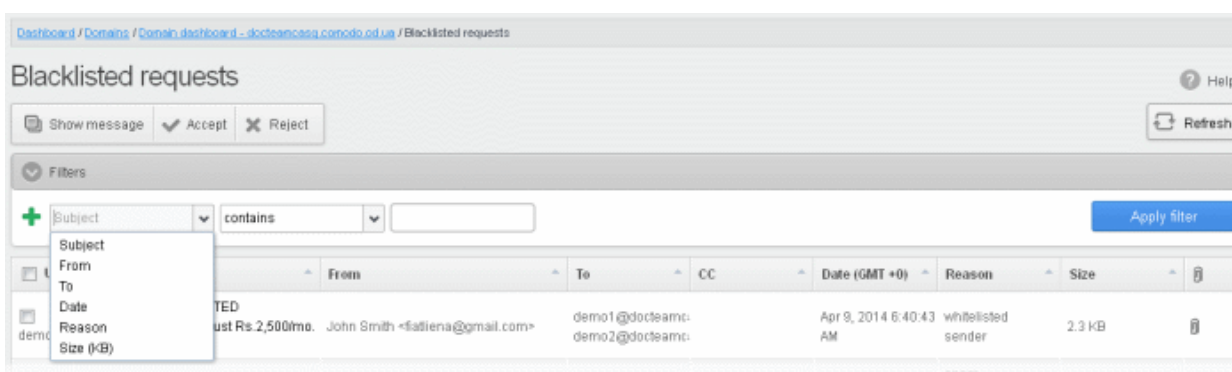 Dashboard / Domains / Domain dashboard - docteamcasg.comodo.od.ua / Blacklisted requests
Blacklisted requests
Help
Show message Accept Reject
Refresh
Filters
Subject contains
Apply filter
Subject
From
To
Date
Reason
Size (KB)
From To CC Date (GMT +0) Reason Size
TED
ust Rs.2,500/mo.
John Smith <fiatliena@gmail.com>
demo1@docteamc
demo2@docteamc
Apr 9, 2014 6:40:43
AM
whitelisted
sender
2.3 KB
demo